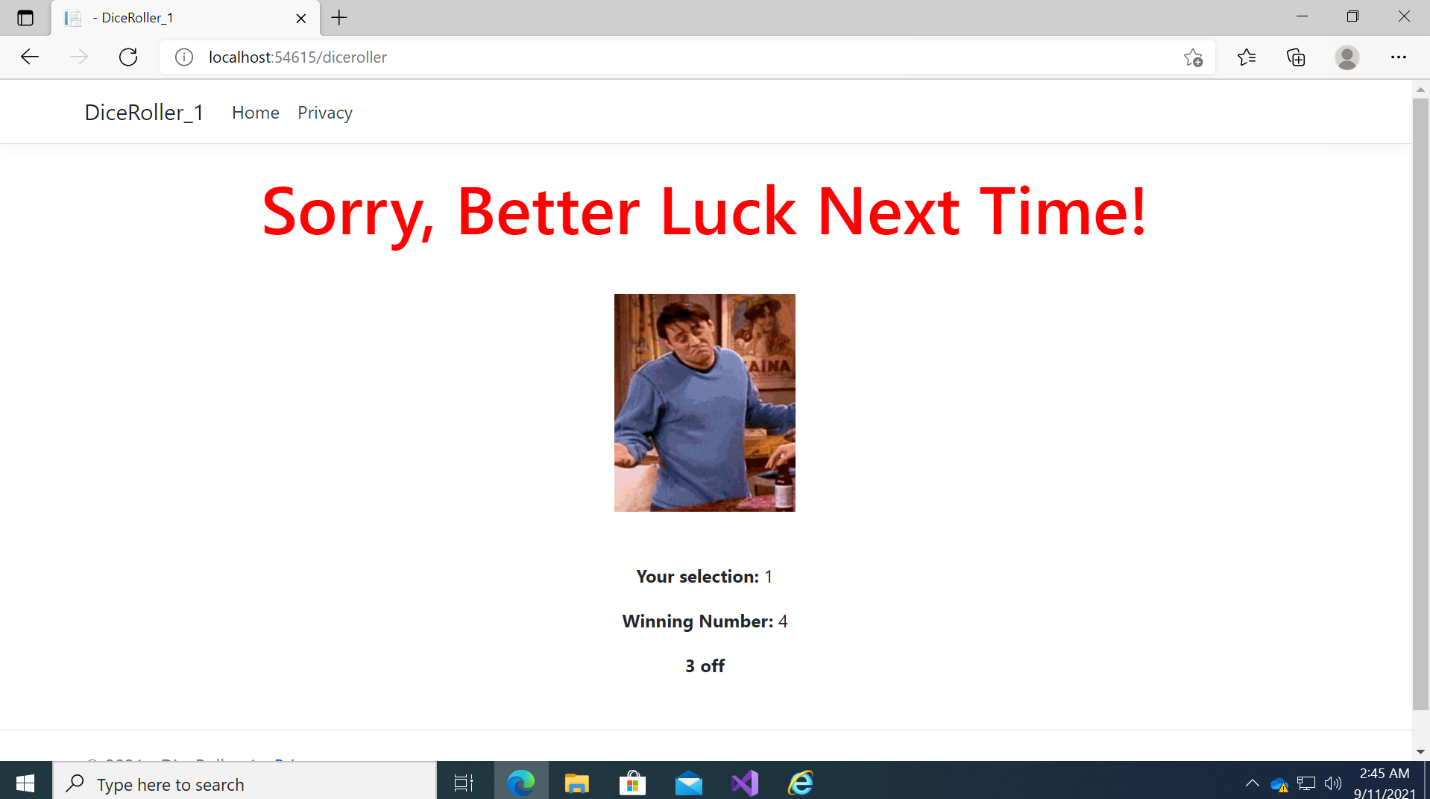 - DiceRoller_1
localhost:54615/diceroller
DiceRoller_1 Home Privacy
Sorry, Better Luck Next Time!
AINA
Your selection: 1
Winning Number: 4
3 off
Type here to search
2:45 AM
9/11/2021